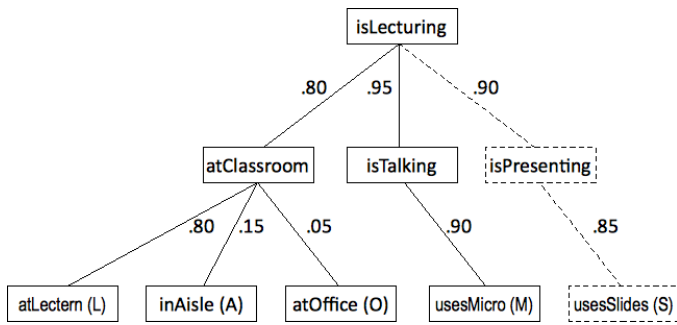 isLecturing
.80
.95
.90
atClassroom
isTalking
isPresenting
.80
.15
.05
.90
.85
atLectern (L)
inAisle (A)
atOffice (O)
usesMicro (M)
usesSlides (S)